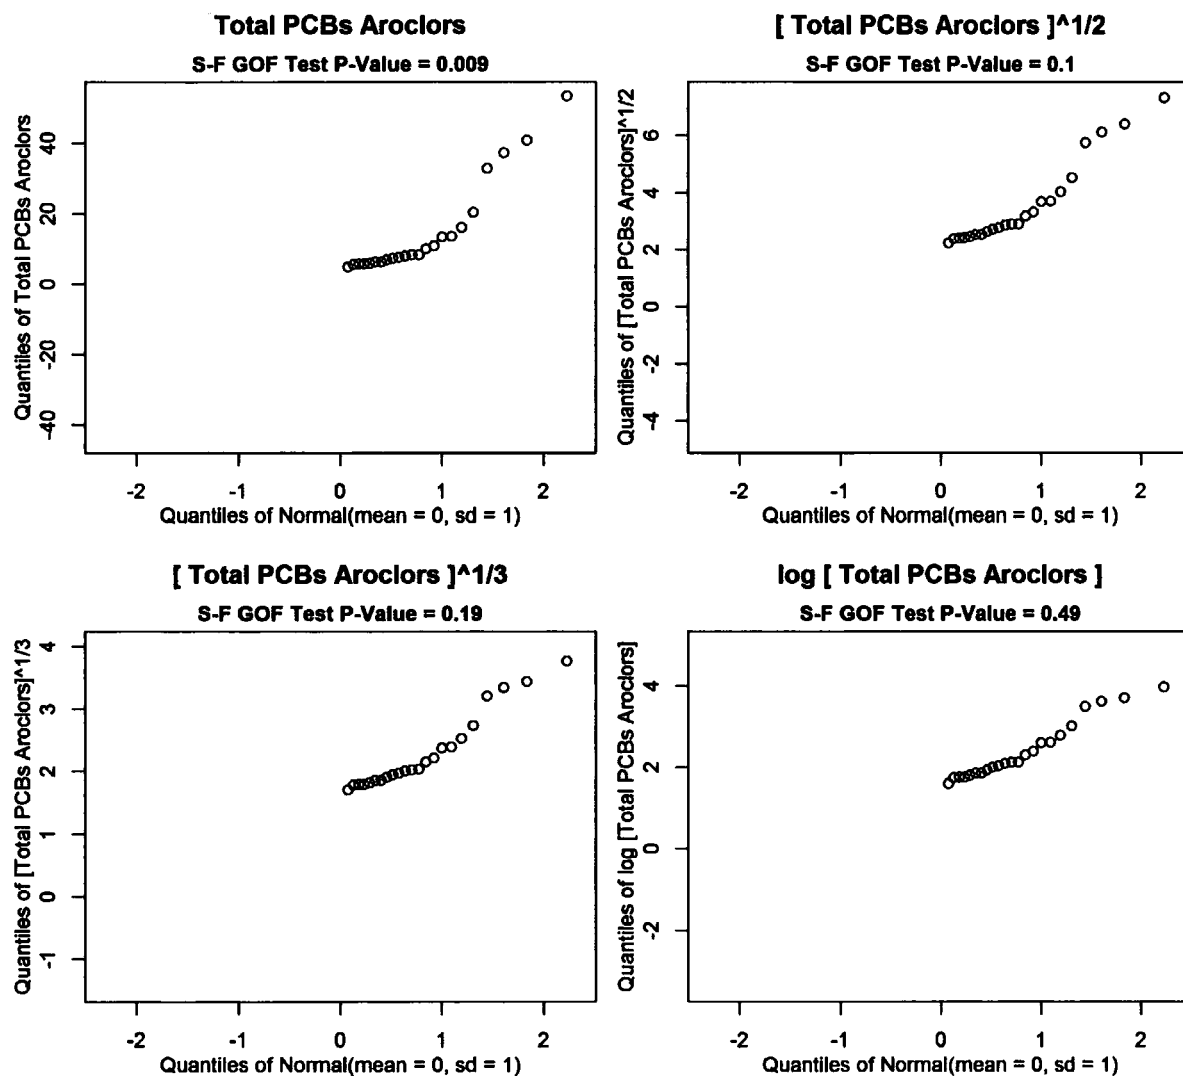 Total PCBs Aroclors
S-F GOF Test P-Value = 0.009
Quantiles of Total PCBs Aroclors
40
20
0
-20
-40
-2 -1 0 1 2
Quantiles of Normal(mean = 0, sd = 1)
[ Total PCBs Aroclors ]^1/2
S-F GOF Test P-Value = 0.1
Quantiles of [Total PCBs Aroclors]^1/2
6
4
2
0
-2
-4
-2 -1 0 1 2
Quantiles of Normal(mean = 0, sd = 1)
[ Total PCBs Aroclors ]^1/3
S-F GOF Test P-Value = 0.19
Quantiles of [Total PCBs Aroclors]^1/3
4
3
2
1
0
-1
-2 -1 0 1 2
Quantiles of Normal(mean = 0, sd = 1)
log [ Total PCBs Aroclors ]
S-F GOF Test P-Value = 0.49
Quantiles of log [Total PCBs Aroclors]
4
2
0
-2
-2 -1 0 1 2
Quantiles of Normal(mean = 0, sd = 1)